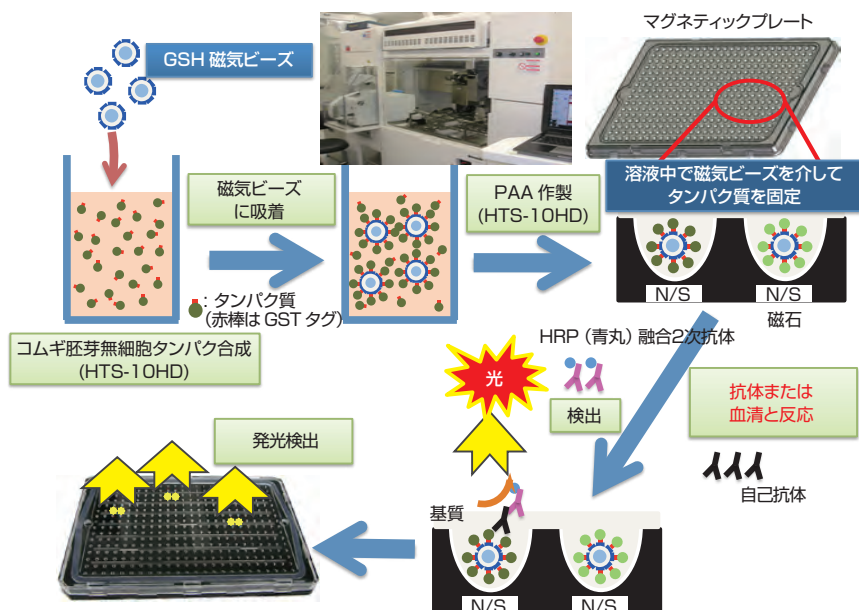 マグネティックプレート
GSH 磁気ビーズ
磁気ビーズ
に吸着
PAA 作製
(HTS-10HD)
溶液中で磁気ビーズを介して
タンパク質を固定
N/S
N/S
磁石
: タンパク質
(赤棒は GST タグ)
コムギ胚芽無細胞タンパク合成
(HTS-10HD)
HRP (青丸) 融合2次抗体
光
検出
抗体または
血清と反応
自己抗体
発光検出
基質
N/S
N/S